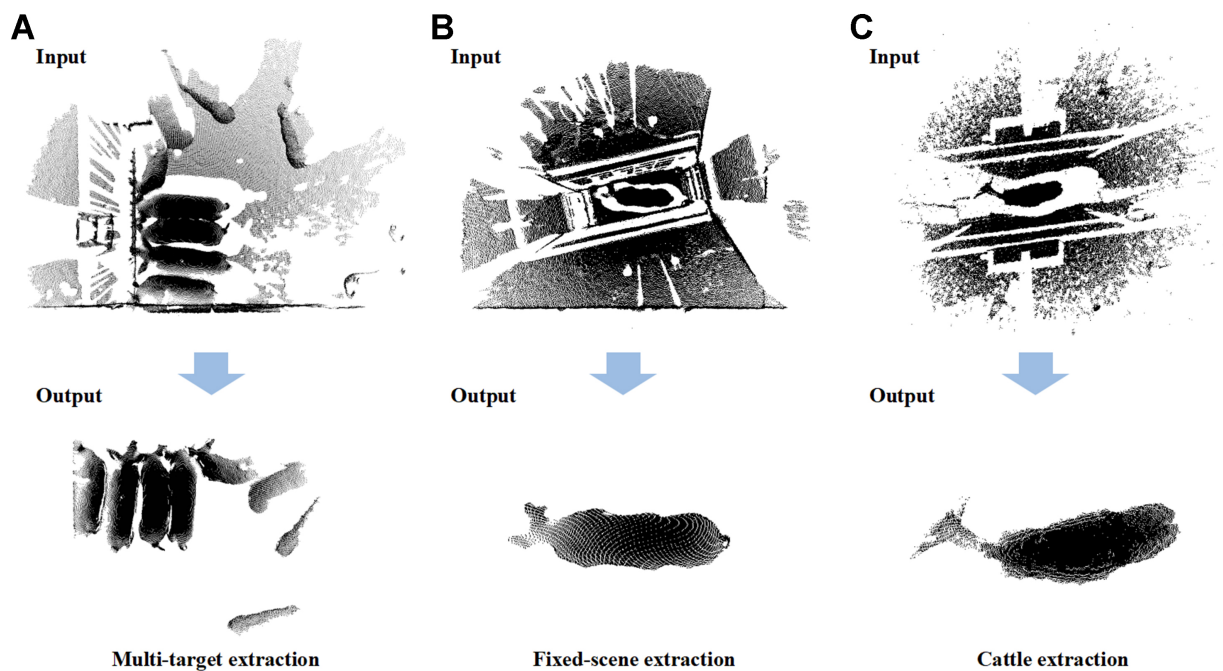 A
Input
Output
Multi-target extraction
B
Input
Output
Fixed-scene extraction
C
Input
Output
Cattle extraction